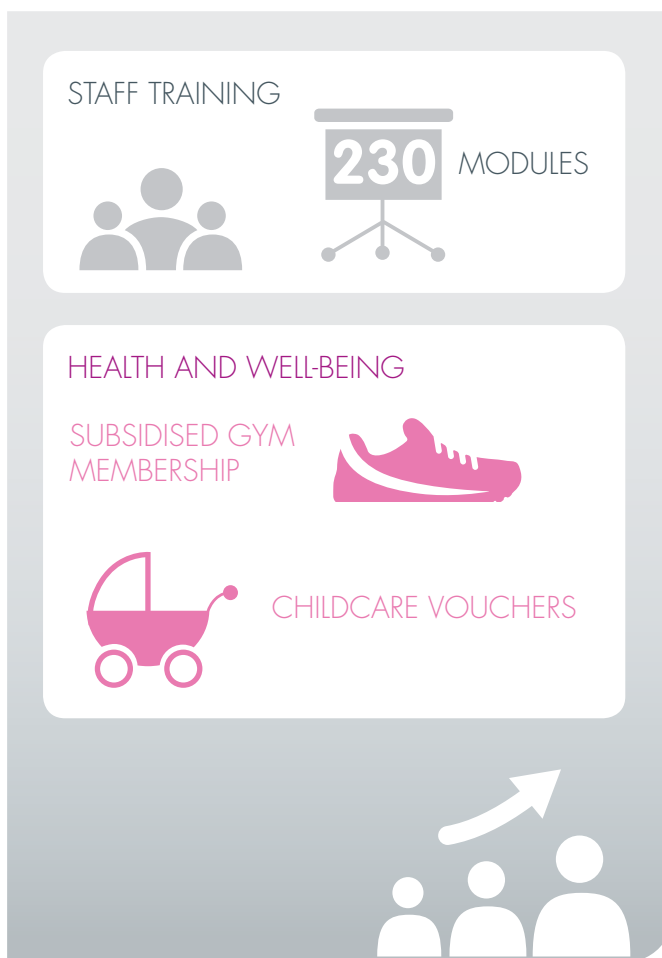 STAFF TRAINING
230
MODULES
HEALTH AND WELL-BEING
SUBSIDISED GYM
MEMBERSHIP
CHILDCARE VOUCHERS